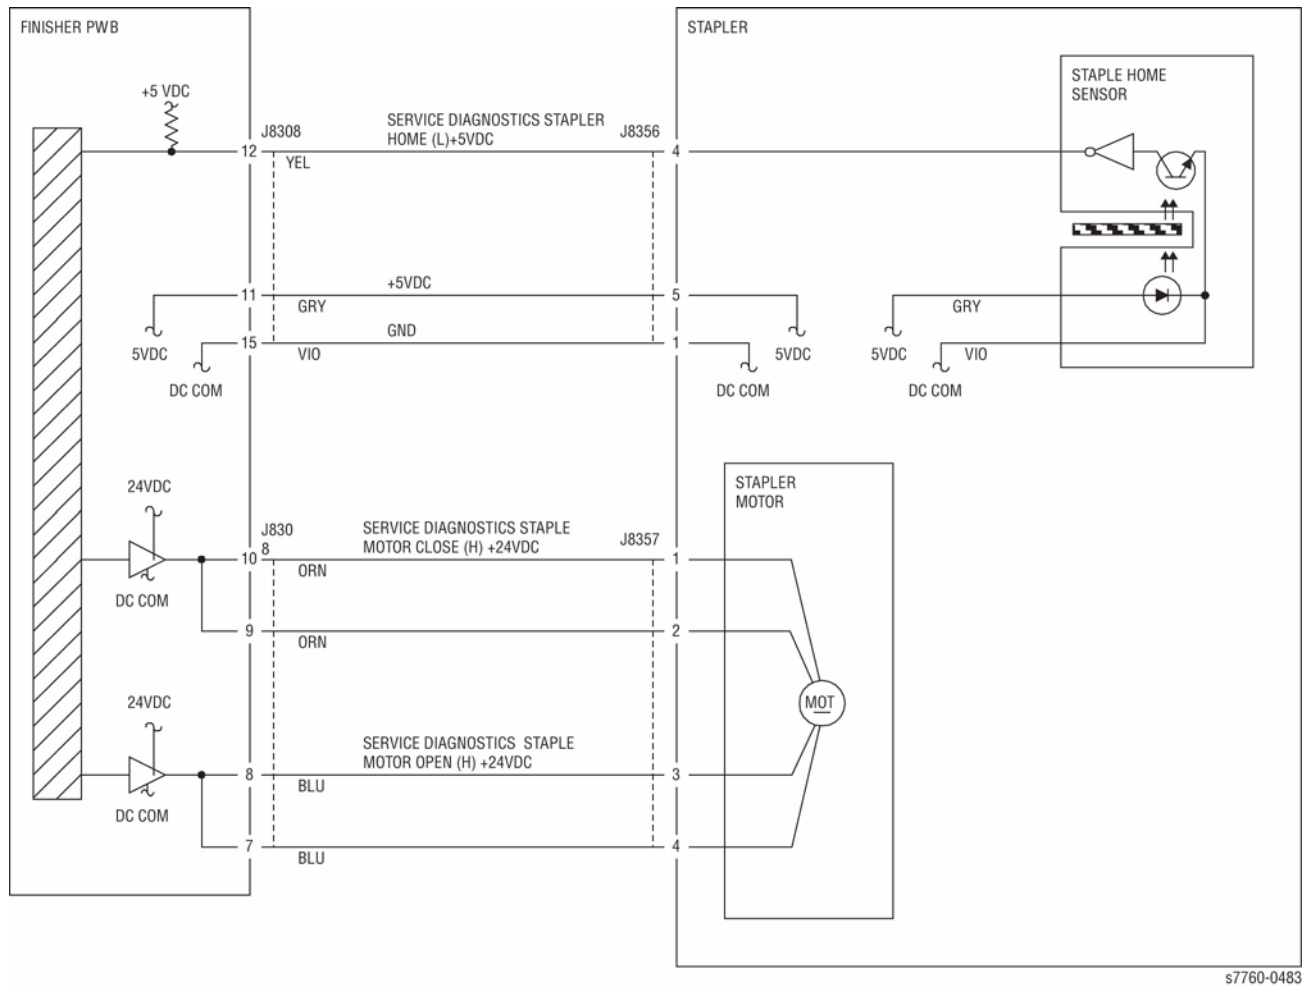 FINISHER PWB
STAPLER
STAPLE HOME
SENSOR
+5 VDC
J8308
SERVICE DIAGNOSTICS STAPLER
HOME (L)+5VDC
J8356
12
YEL
4
11
+5VDC
GRY
5
GRY
5VDC
15
GND
VIO
1
5VDC
5VDC
VIO
DC COM
DC COM
DC COM
STAPLER
MOTOR
24VDC
J830
8
SERVICE DIAGNOSTICS STAPLE
MOTOR CLOSE (H) +24VDC
J8357
10
ORN
1
DC COM
9
ORN
2
24VDC
MOT
SERVICE DIAGNOSTICS STAPLE
MOTOR OPEN (H) +24VDC
8
BLU
3
DC COM
7
BLU
4
s7760-0483